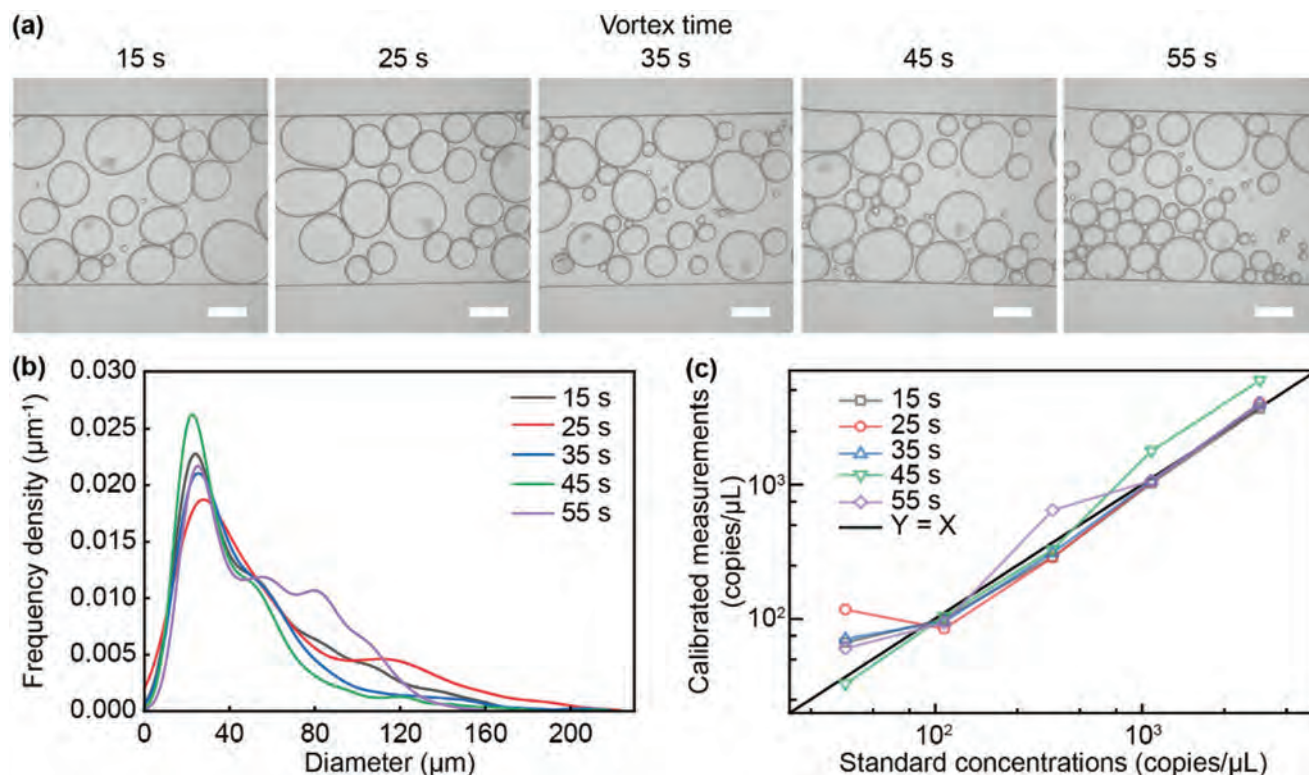 (a)
Vortex time
15 s 25 s 35 s 45 s 55 s
(b)
Frequency density (µm⁻¹)
0.030
0.025
0.020
0.015
0.010
0.005
0.000
15 s
25 s
35 s
45 s
55 s
0 40 80 120 160 200
Diameter (µm)
(c)
Calibrated measurements
(copies/µL)
10³
10²
15 s
25 s
35 s
45 s
55 s
Y = X
10² 10³
Standard concentrations (copies/µL)